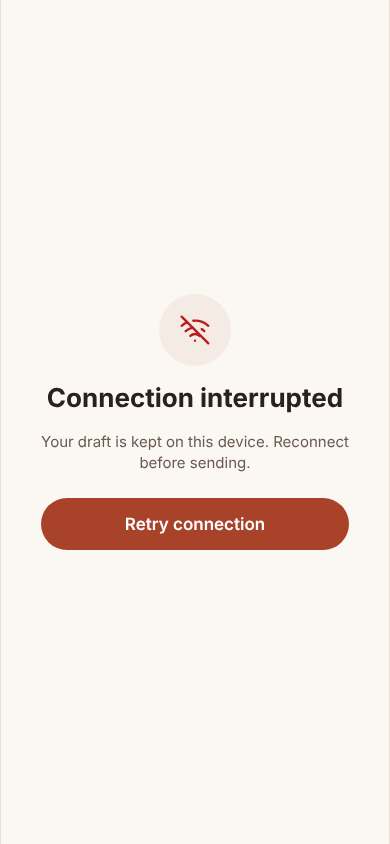 Connection interrupted
Your draft is kept on this device. Reconnect
before sending.
Retry connection